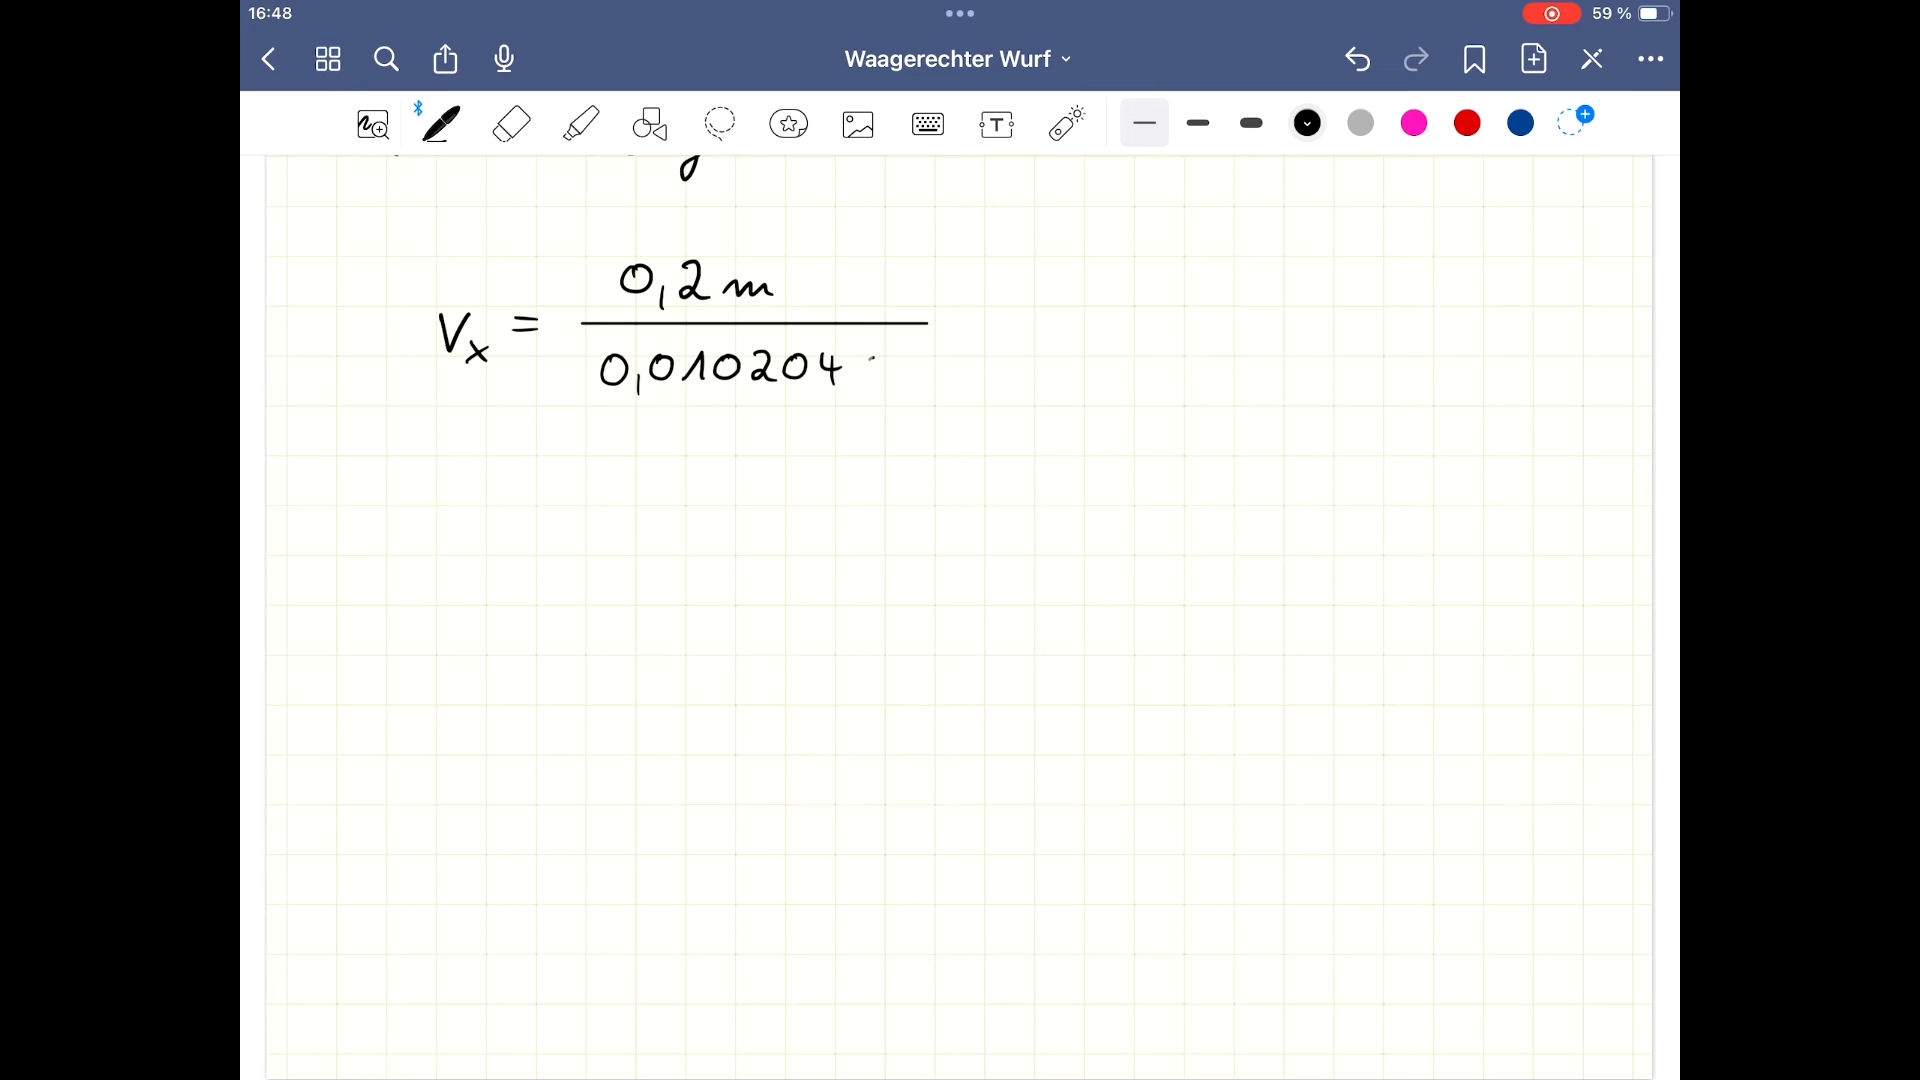 16:48
59 %
Waagerechter Wurf
T
g
0,2 m
Vx =
0,010204